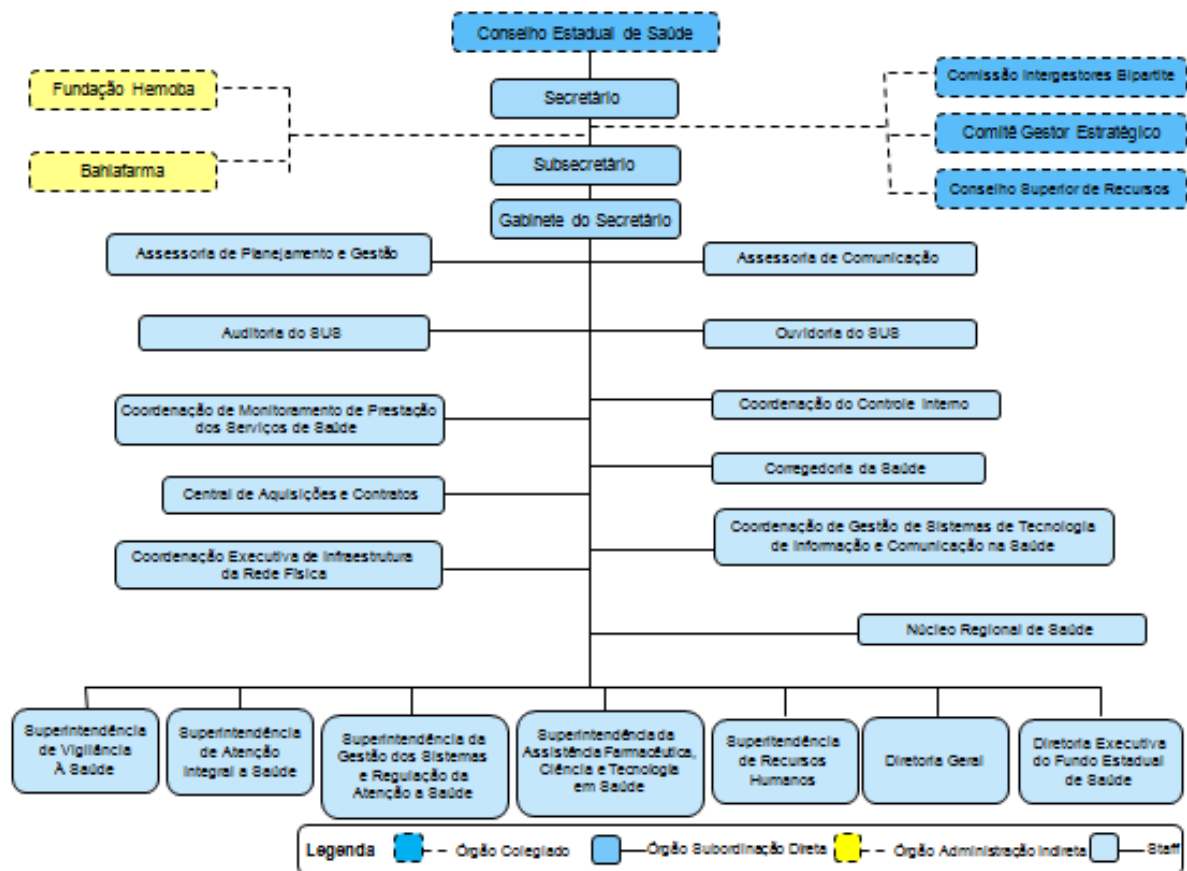 Conselho Estadual de Saúde
Fundação Hemoba
Secretário
Comissão Intergestores Bipartite
Comitê Gestor Estratégico
Bahiafarma
Subsecretário
Conselho Superior de Recursos
Gabinete do Secretário
Assessoria de Planejamento e Gestão
Assessoria de Comunicação
Auditoria do SUS
Ouvidoria do SUS
Coordenação de Monitoramento de Prestação
dos Serviços de Saúde
Coordenação do Controle Interno
Corregedoria da Saúde
Central de Aquisições e Contratos
Coordenação de Gestão de Sistemas de Tecnologia
de Informação e Comunicação na Saúde
Coordenação Executiva de Infraestrutura
da Rede Física
Núcleo Regional de Saúde
Superintendência
de Vigilância
À Saúde
Superintendência
de Atenção
Integral a Saúde
Superintendência da
Gestão dos Sistemas
e Regulação da
Atenção a Saúde
Superintendência da
Assistência Farmacêutica,
Ciência e Tecnologia
em Saúde
Superitendência
de Recursos
Humanos
Diretoria Geral
Diretoria Executiva
do Fundo Estadual
de Saúde
Legenda
Órgão Colegiado
Órgão Subordinação Direta
Órgão Administração Indireta
Staff